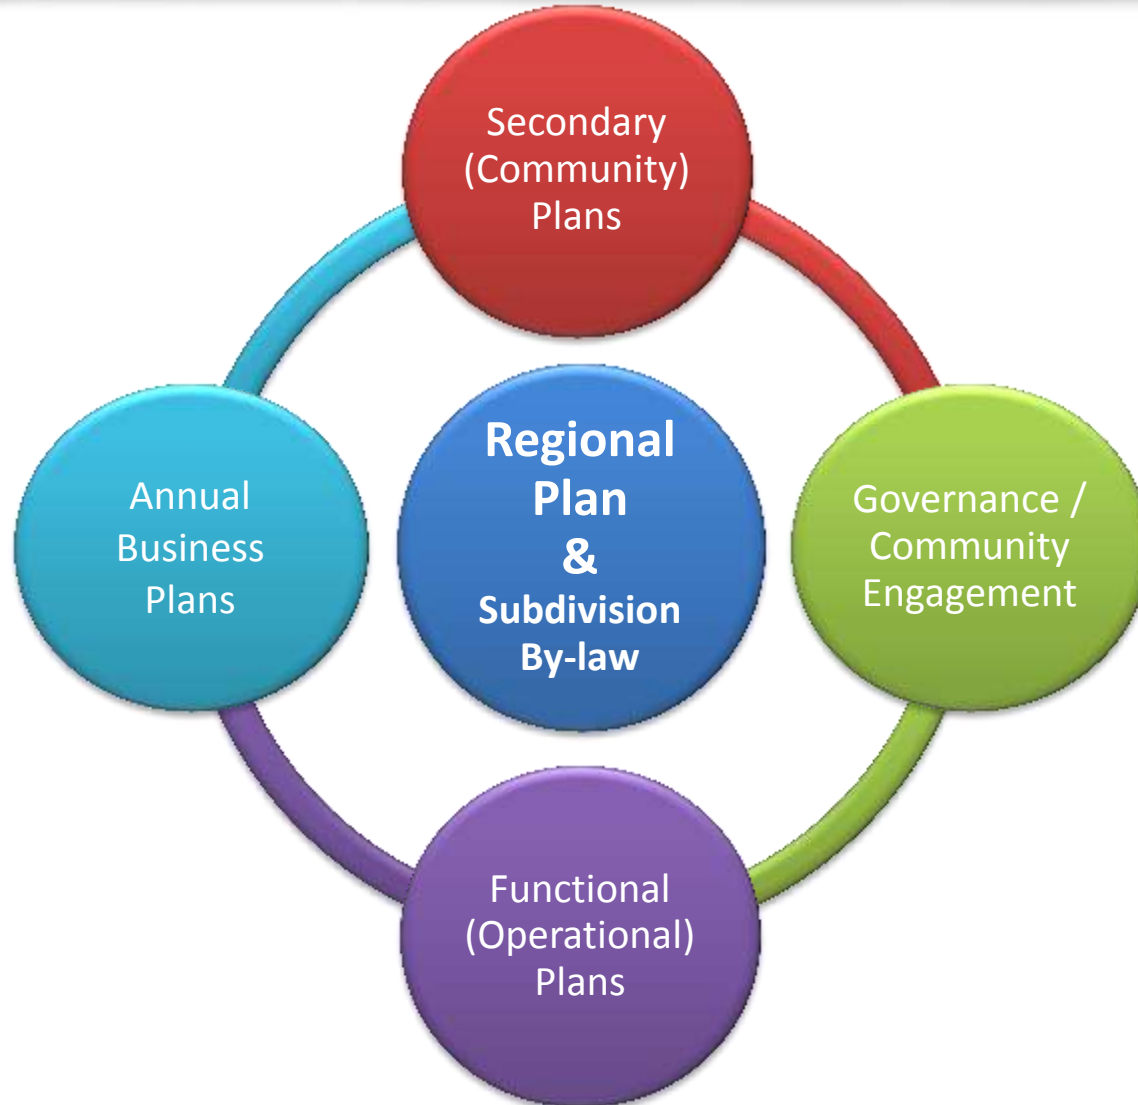 Secondary
(Community)
Plans
Annual
Business
Plans
Regional
Plan
&
Subdivision
By-law
Governance /
Community
Engagement
Functional
(Operational)
Plans